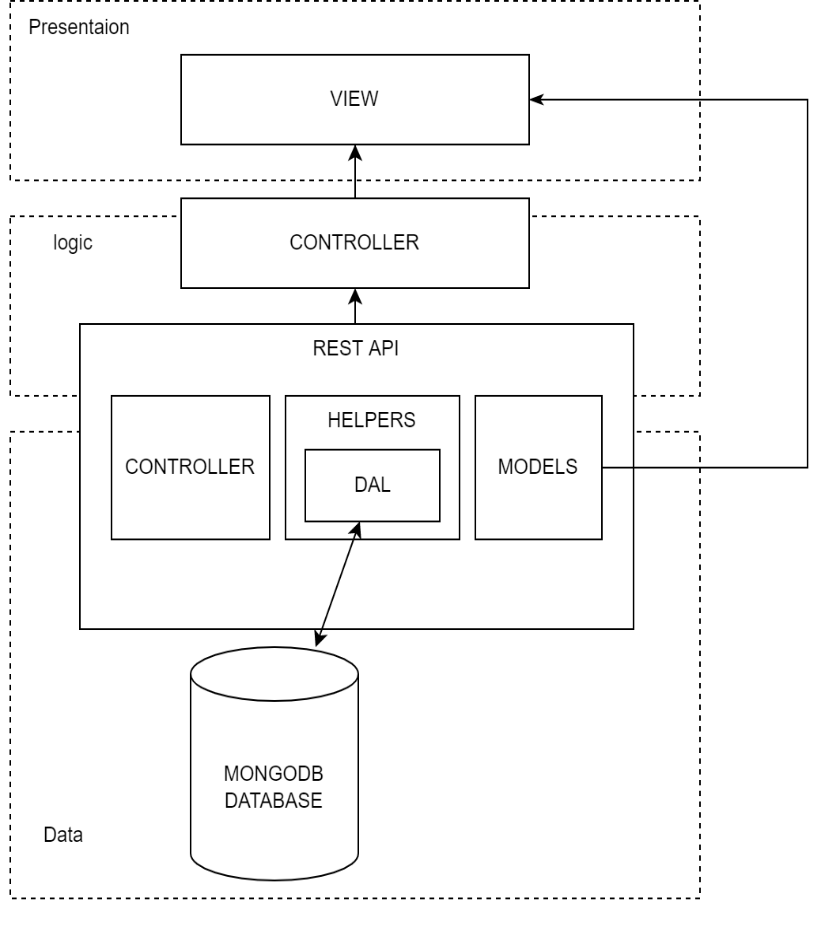 Presentaion
VIEW
logic
CONTROLLER
REST API
CONTROLLER
HELPERS
DAL
MODELS
MONGODB
DATABASE
Data